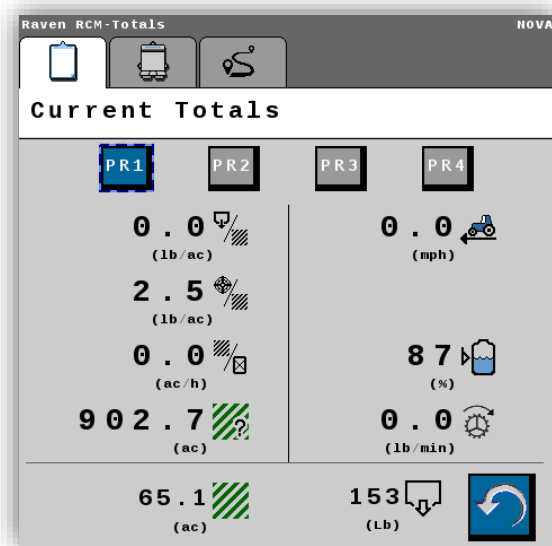 Raven RCM-Totals NOVA
Current Totals
PR1 PR2 PR3 PR4
0.0 0.0
(lb/ac) (mph)
2.5
(lb/ac)
0.0 87
(ac/h) (%)
902.7 ? 0.0
(ac) (lb/min)
65.1 153
(ac) (Lb)